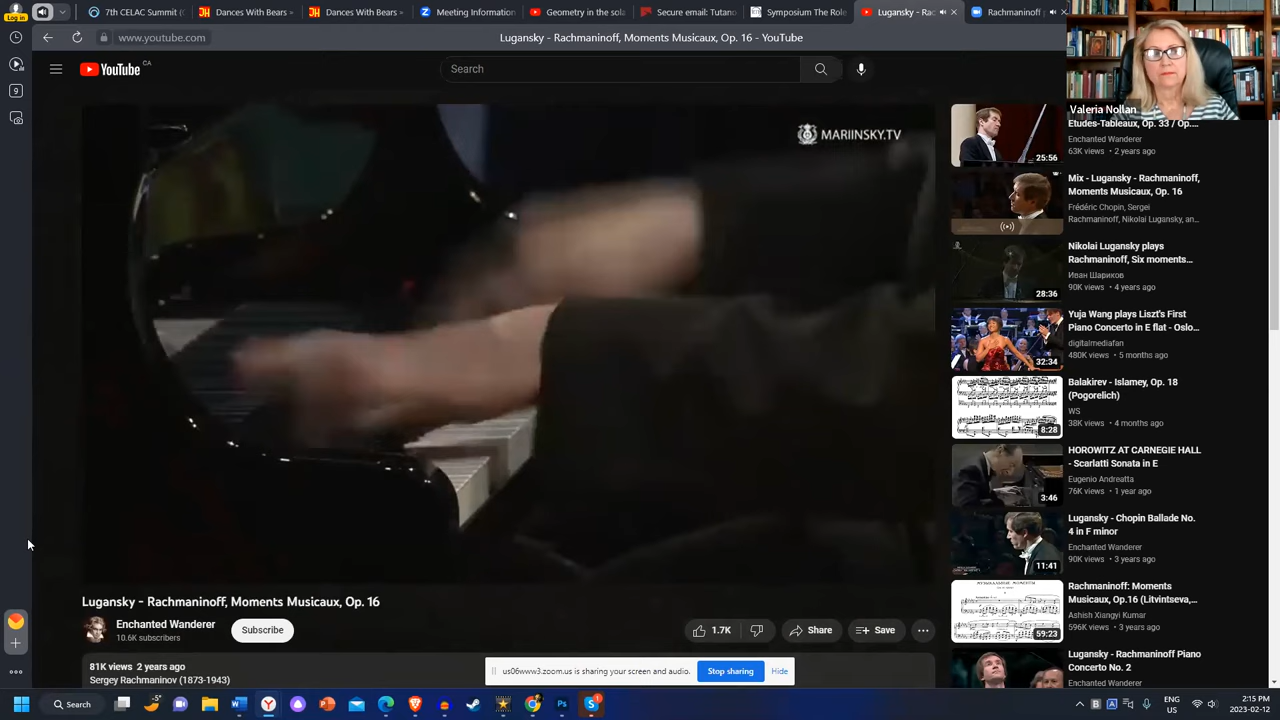 Log in
7th CELAC Summit (
Dances With Bears
Dances With Bears
Meeting Information
Geometry in the sola
Secure email: Tutam
Symposium The Role
Lugansky - Rac
Rachmaninoff
www.youtube.com
Lugansky - Rachmaninoff, Moments Musicaux, Op. 16 - YouTube
YouTube CA
Search
9
MARIINSKY.TV
Valeria Nollan
Etudes-Tableaux, Op. 33 / Op....
Enchanted Wanderer
63K views • 2 years ago
25:56
Mix - Lugansky - Rachmaninoff,
Moments Musicaux, Op. 16
Frédéric Chopin, Sergei
Rachmaninoff, Nikolai Lugansky, an...
Nikolai Lugansky plays
Rachmaninoff, Six moments...
Иван Шариков
90K views • 4 years ago
28:36
Yuja Wang plays Liszt's First
Piano Concerto in E flat - Oslo...
digitalmediafan
480K views • 5 months ago
32:34
Balakirev - Islamey, Op. 18
(Pogorelich)
WS
38K views • 4 months ago
8:28
HOROWITZ AT CARNEGIE HALL
- Scarlatti Sonata in E
Eugenio Andreatta
76K views • 1 year ago
3:46
Lugansky - Chopin Ballade No.
4 in F minor
Enchanted Wanderer
90K views • 3 years ago
11:41
Rachmaninoff: Moments
Musicaux, Op.16 (Litvintseva,...
Ashish Xiangyi Kumar
596K views • 3 years ago
59:23
Lugansky - Rachmaninoff Piano
Concerto No. 2
Enchanted Wanderer
Lugansky - Rachmaninoff, Moments Musicaux, Op. 16
Enchanted Wanderer
10.6K subscribers
Subscribe
Share
Save
81K views 2 years ago
Sergey Rachmaninov (1873-1943)
us06www3.zoom.us is sharing your screen and audio.
Stop sharing
Hide
Search
-5°
1
ENG
US
2:15 PM
2023-02-12